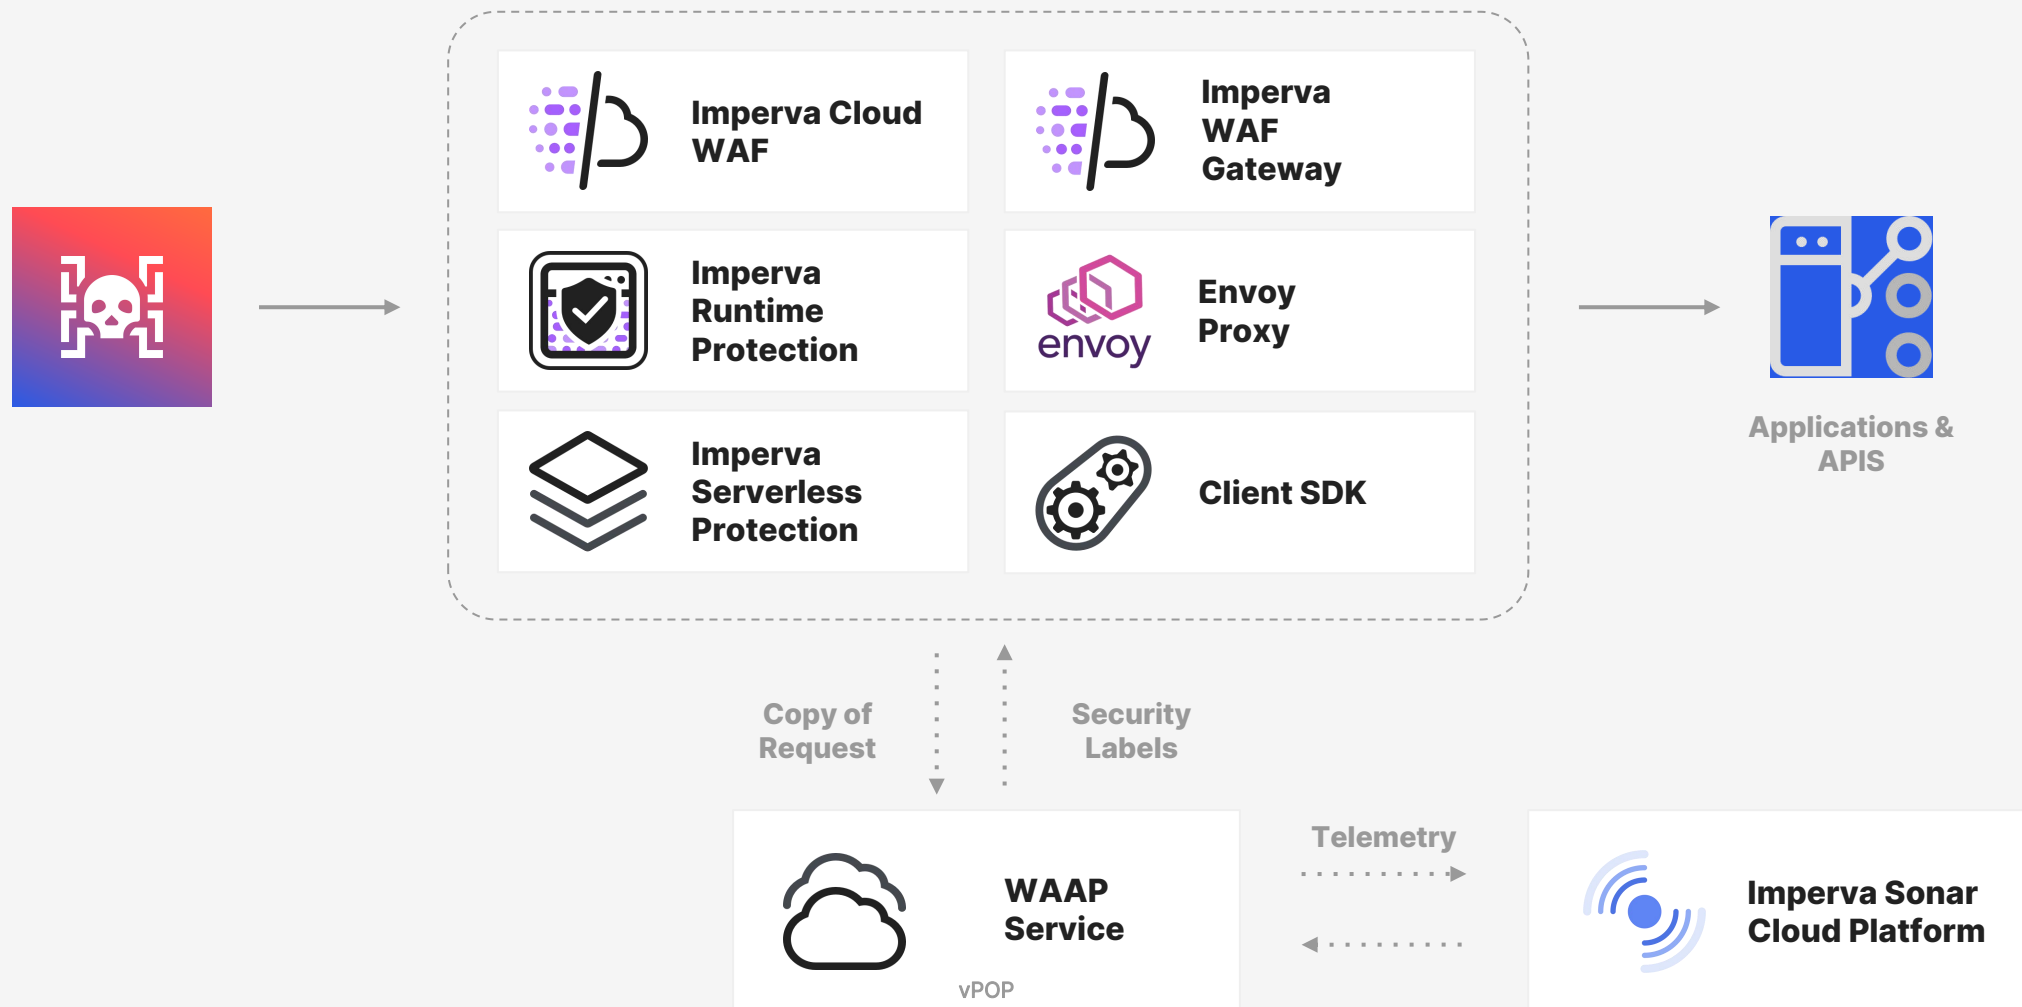 Imperva Cloud
WAF
Imperva
WAF
Gateway
Imperva
Runtime
Protection
envoy
Envoy
Proxy
Imperva
Serverless
Protection
Client SDK
Applications &
APIS
Copy of
Request
Security
Labels
WAAP
Service
vPOP
Telemetry
Imperva Sonar
Cloud Platform